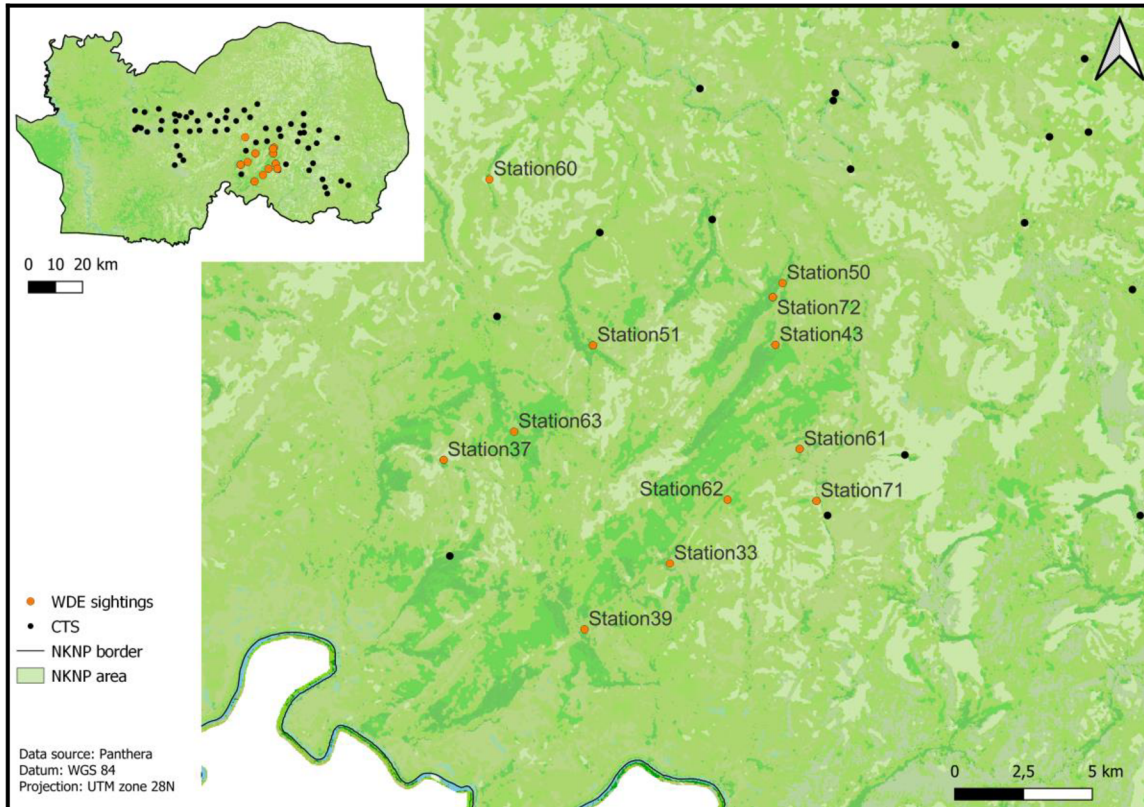 0 10 20 km
Station60
Station50
Station72
Station51
Station43
Station63
Station37
Station61
Station62
Station71
Station33
Station39
WDE sightings
CTS
NKNP border
NKNP area
Data source: Panthera
Datum: WGS 84
Projection: UTM zone 28N
0 2,5 5 km